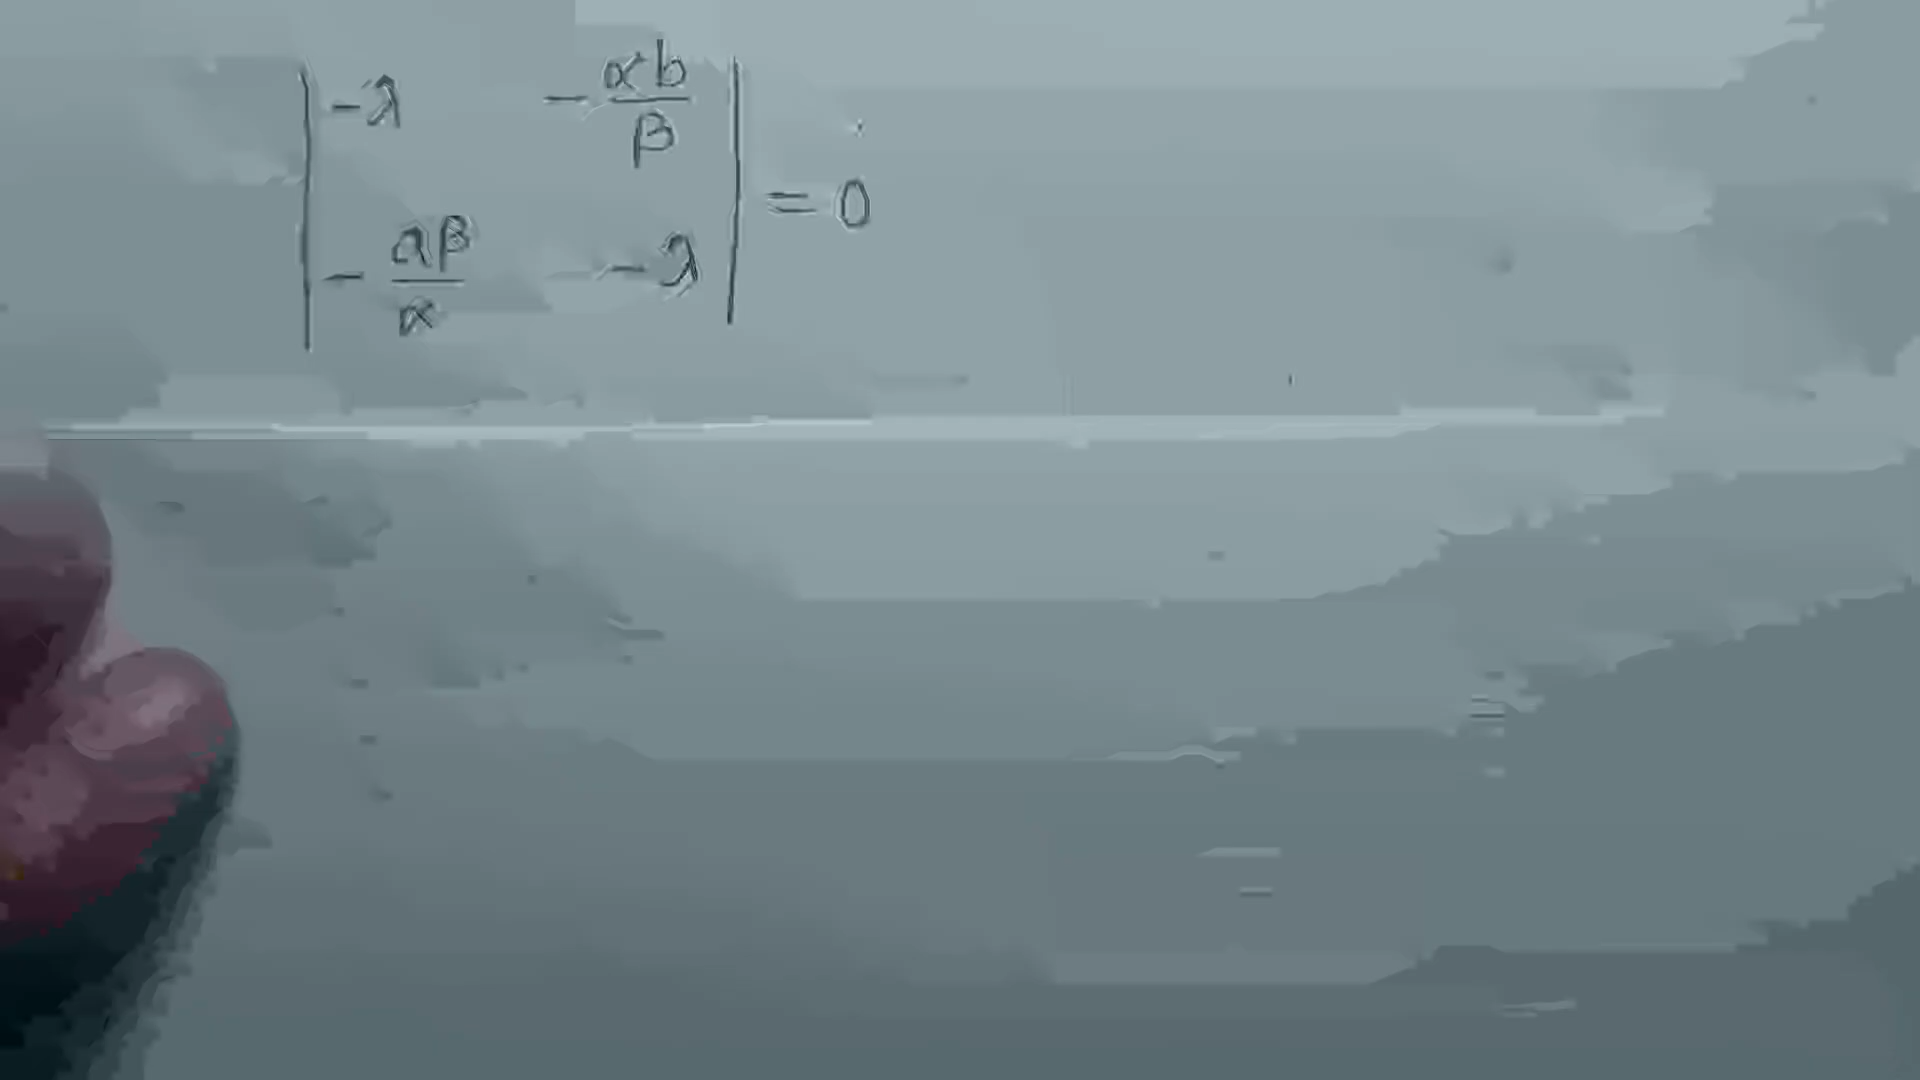 | -λ   - αb/β |
| - aβ/α   -λ | = 0